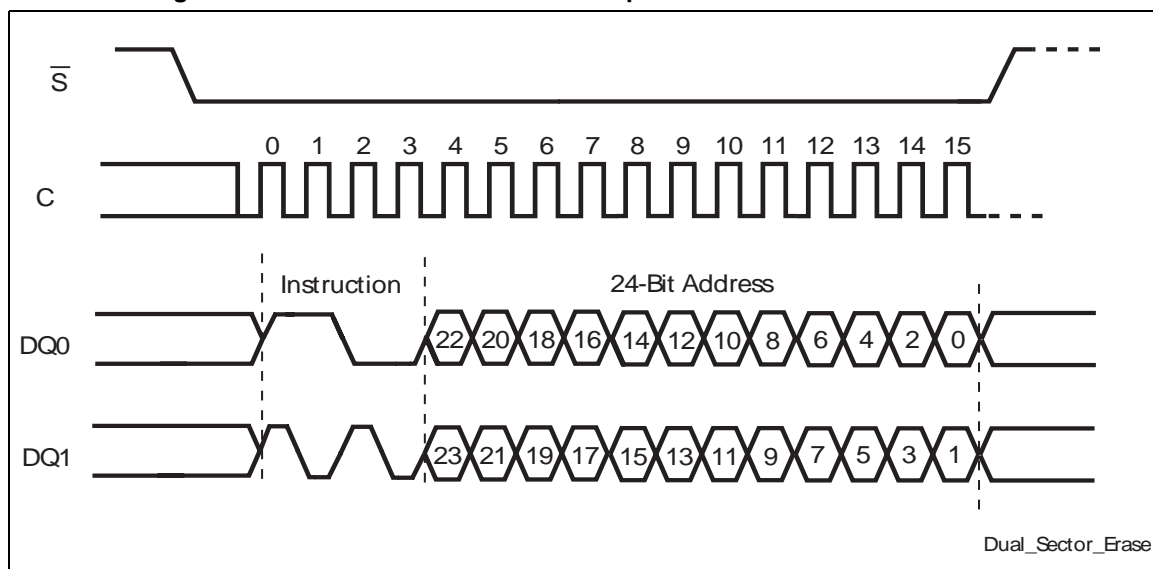 S
0 1 2 3 4 5 6 7 8 9 10 11 12 13 14 15
C
Instruction 24-Bit Address
DQ0 22 20 18 16 14 12 10 8 6 4 2 0
DQ1 23 21 19 17 15 13 11 9 7 5 3 1
Dual_Sector_Erase